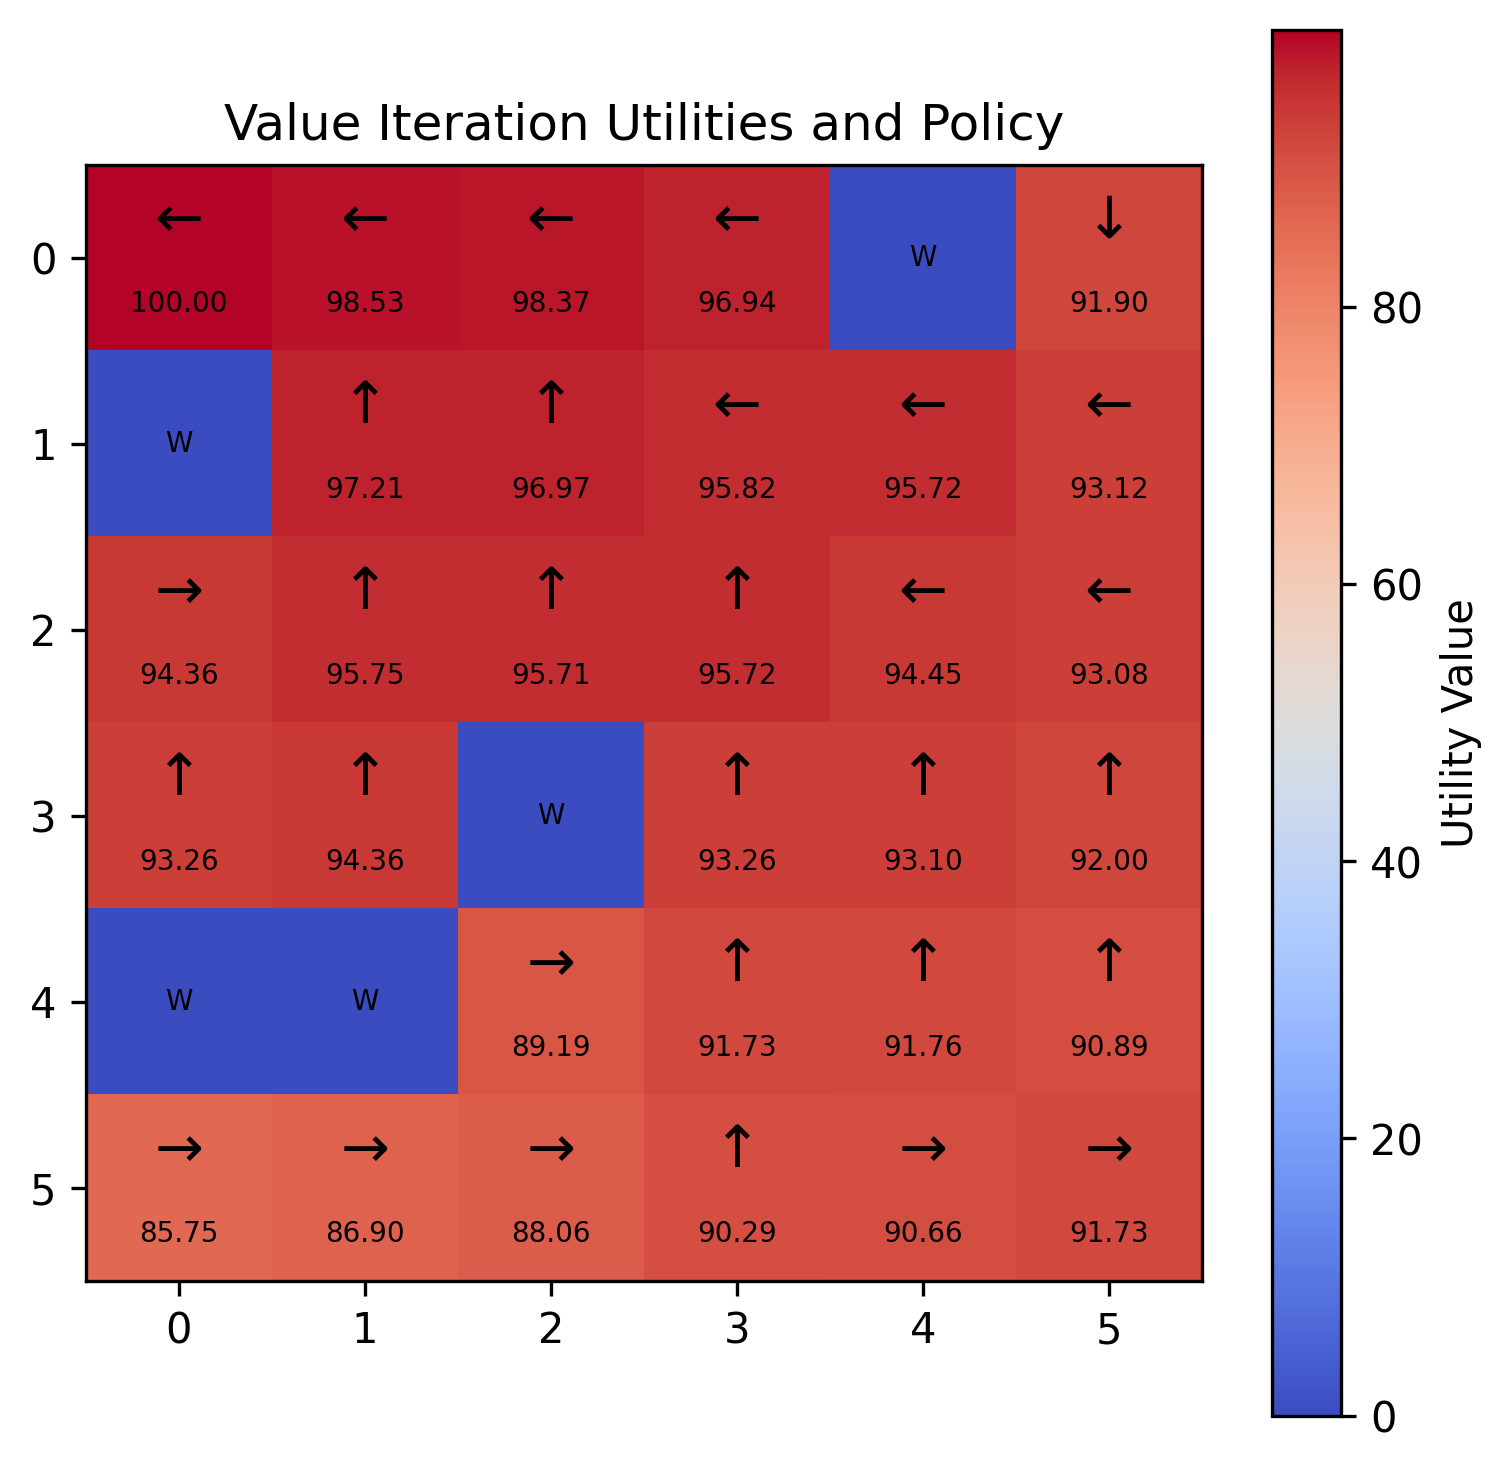 Value Iteration Utilities and Policy
← ← ← ← W ↓
0 100.00 98.53 98.37 96.94 91.90
W ↑ ↑ ← ← ←
1 97.21 96.97 95.82 95.72 93.12
→ ↑ ↑ ↑ ← ←
2 94.36 95.75 95.71 95.72 94.45 93.08
↑ ↑ W ↑ ↑ ↑
3 93.26 94.36 93.26 93.10 92.00
W W → ↑ ↑ ↑
4 89.19 91.73 91.76 90.89
→ → → ↑ → →
5 85.75 86.90 88.06 90.29 90.66 91.73
0 1 2 3 4 5
80
60
40
20
0
Utility Value